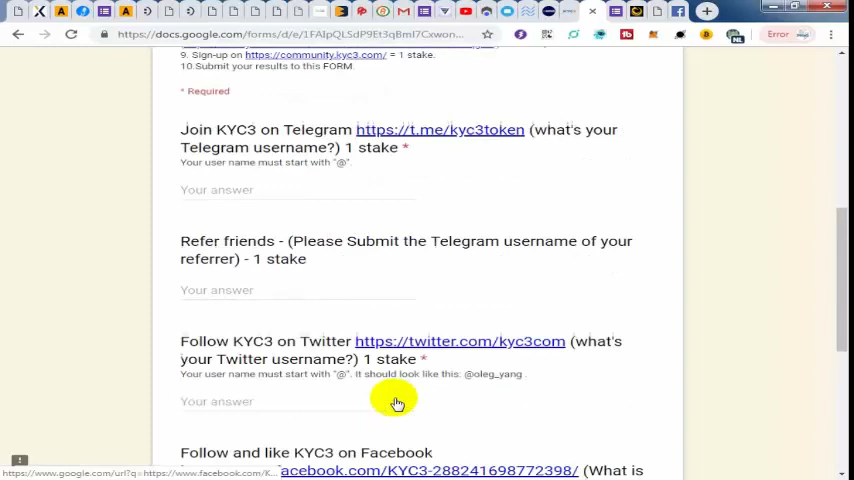 https://docs.google.com/forms/d/e/1FAIpQLSdP9Et3qBmI7Cxwon...
Error
9. Sign-up on https://community.kyc3.com/ = 1 stake.
10.Submit your results to this FORM.
* Required
Join KYC3 on Telegram https://t.me/kyc3token (what's your
Telegram username?) 1 stake *
Your user name must start with "@".
Your answer
Refer friends - (Please Submit the Telegram username of your
referrer) - 1 stake
Your answer
Follow KYC3 on Twitter https://twitter.com/kyc3com (what's
your Twitter username?) 1 stake *
Your user name must start with "@". It should look like this: @oleg_yang .
Your answer
Follow and like KYC3 on Facebook
facebook.com/KYC3-288241698772398/ (What is
https://www.google.com/url?q=https://www.facebook.com/K...